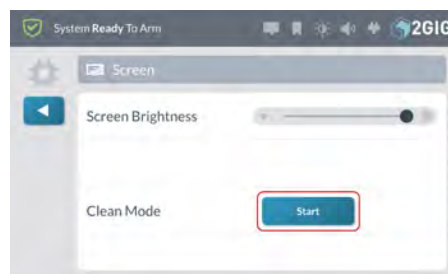 System Ready To Arm
2GIG
Screen
Screen Brightness
Clean Mode
Start